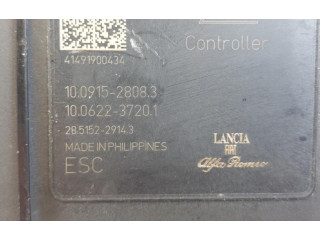 Controller
41491900434
10.0915-2808.3
10.0622-3720.1
28.5152-2914.3
MADE IN PHILIPPINES
ESC
LANCIA
FIAT
Alfa Romeo